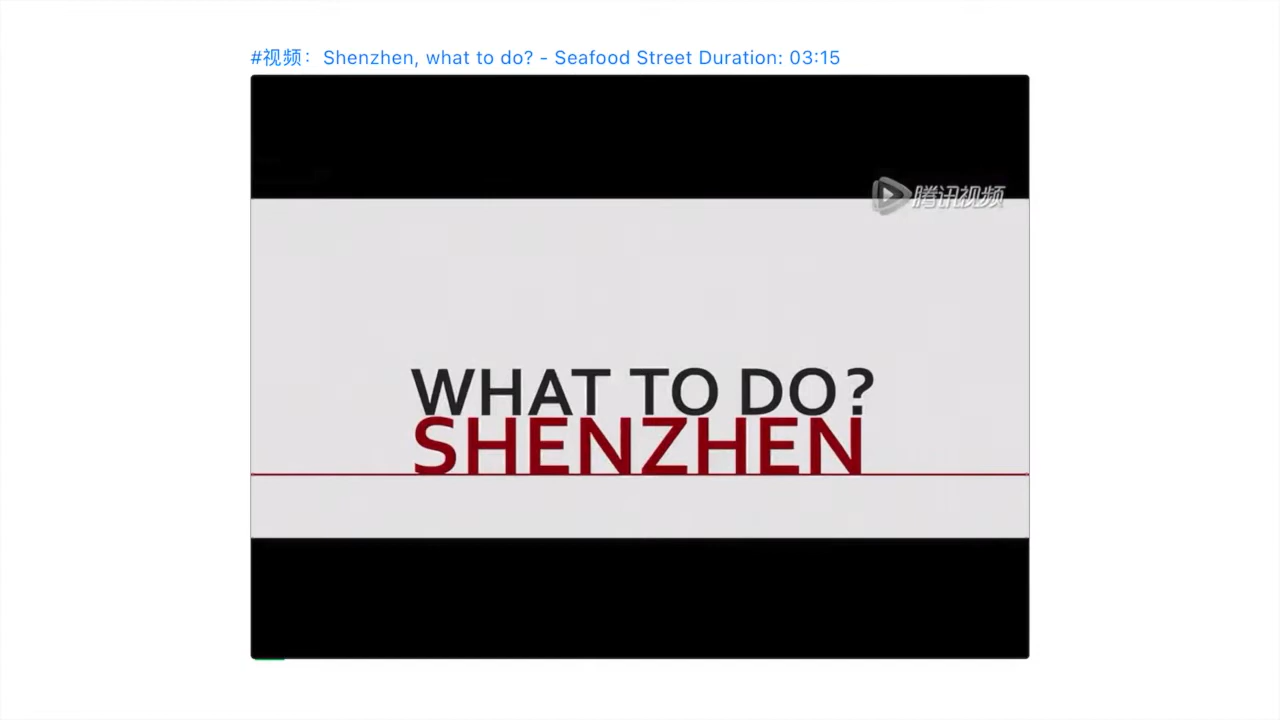 #视频：Shenzhen, what to do? - Seafood Street Duration: 03:15
腾讯视频
WHAT TO DO?
SHENZHEN